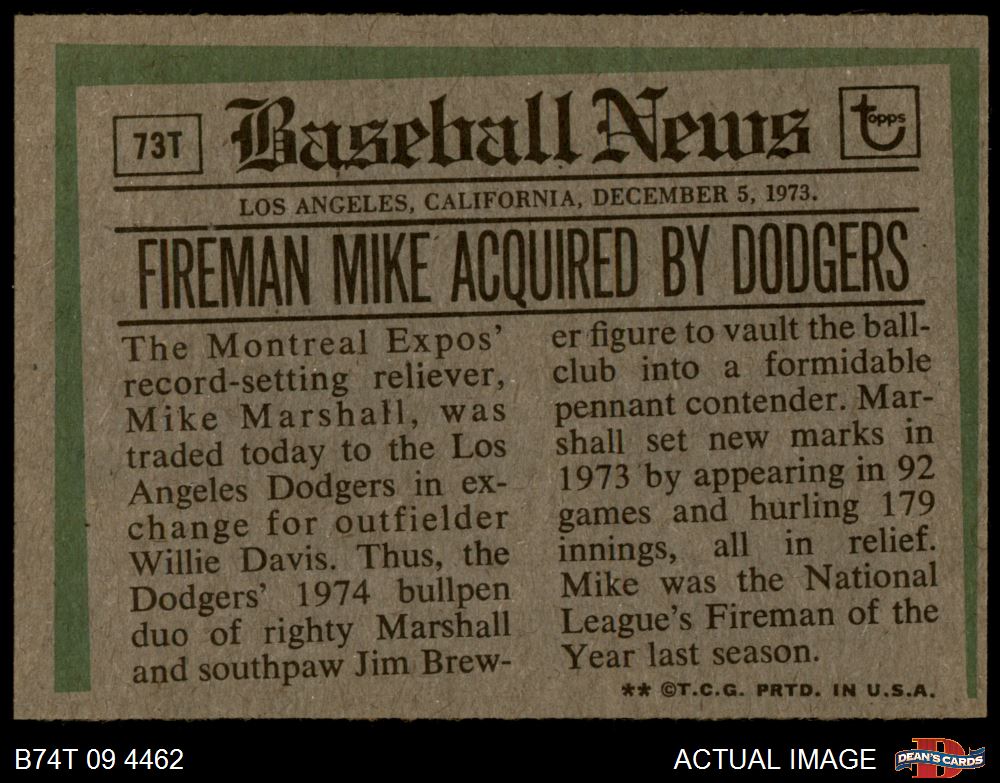 73T
Baseball News
topps
LOS ANGELES, CALIFORNIA, DECEMBER 5, 1973.
FIREMAN MIKE ACQUIRED BY DODGERS
The Montreal Expos’
record-setting reliever,
Mike Marshall, was
traded today to the Los
Angeles Dodgers in ex-
change for outfielder
Willie Davis. Thus, the
Dodgers’ 1974 bullpen
duo of righty Marshall
and southpaw Jim Brew-
er figure to vault the ball-
club into a formidable
pennant contender. Mar-
shall set new marks in
1973 by appearing in 92
games and hurling 179
innings, all in relief.
Mike was the National
League’s Fireman of the
Year last season.
** ©T.C.G. PRTD. IN U.S.A.
B74T 09 4462
ACTUAL IMAGE
D
DEAN'S CARDS